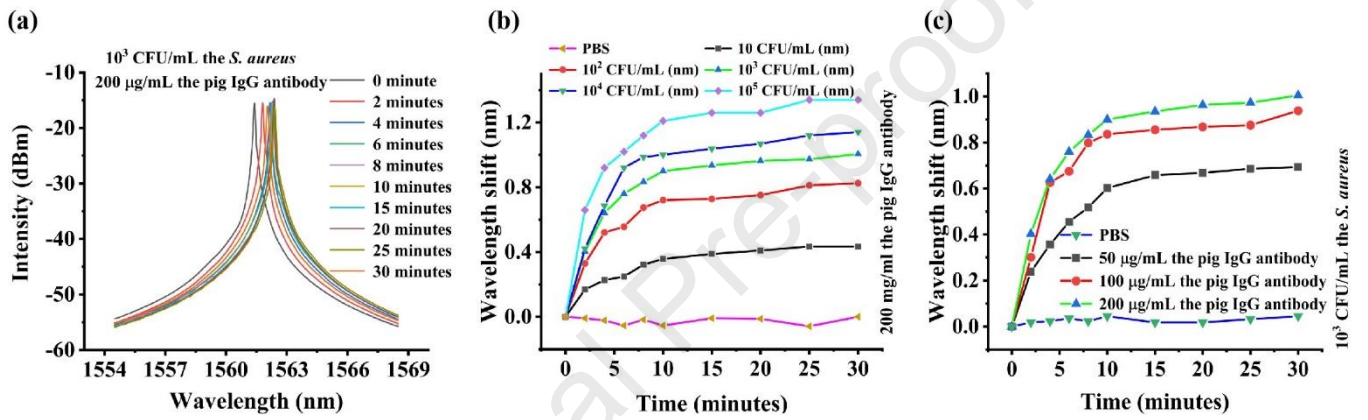 (a)
10³ CFU/mL the S. aureus
200 μg/mL the pig IgG antibody
0 minute
2 minutes
4 minutes
6 minutes
8 minutes
10 minutes
15 minutes
20 minutes
25 minutes
30 minutes
Intensity (dBm)
-10
-20
-30
-40
-50
-60
1554 1557 1560 1563 1566 1569
Wavelength (nm)
(b)
PBS 10 CFU/mL (nm)
10² CFU/mL (nm) 10³ CFU/mL (nm)
10⁴ CFU/mL (nm) 10⁵ CFU/mL (nm)
Wavelength shift (nm)
1.2
0.8
0.4
0.0
0 5 10 15 20 25 30
Time (minutes)
200 mg/ml the pig IgG antibody
(c)
Wavelength shift (nm)
1.0
0.8
0.6
0.4
0.2
0.0
PBS
50 μg/mL the pig IgG antibody
100 μg/mL the pig IgG antibody
200 μg/mL the pig IgG antibody
0 5 10 15 20 25 30
Time (minutes)
10³ CFU/mL the S. aureus
al Pre-proo